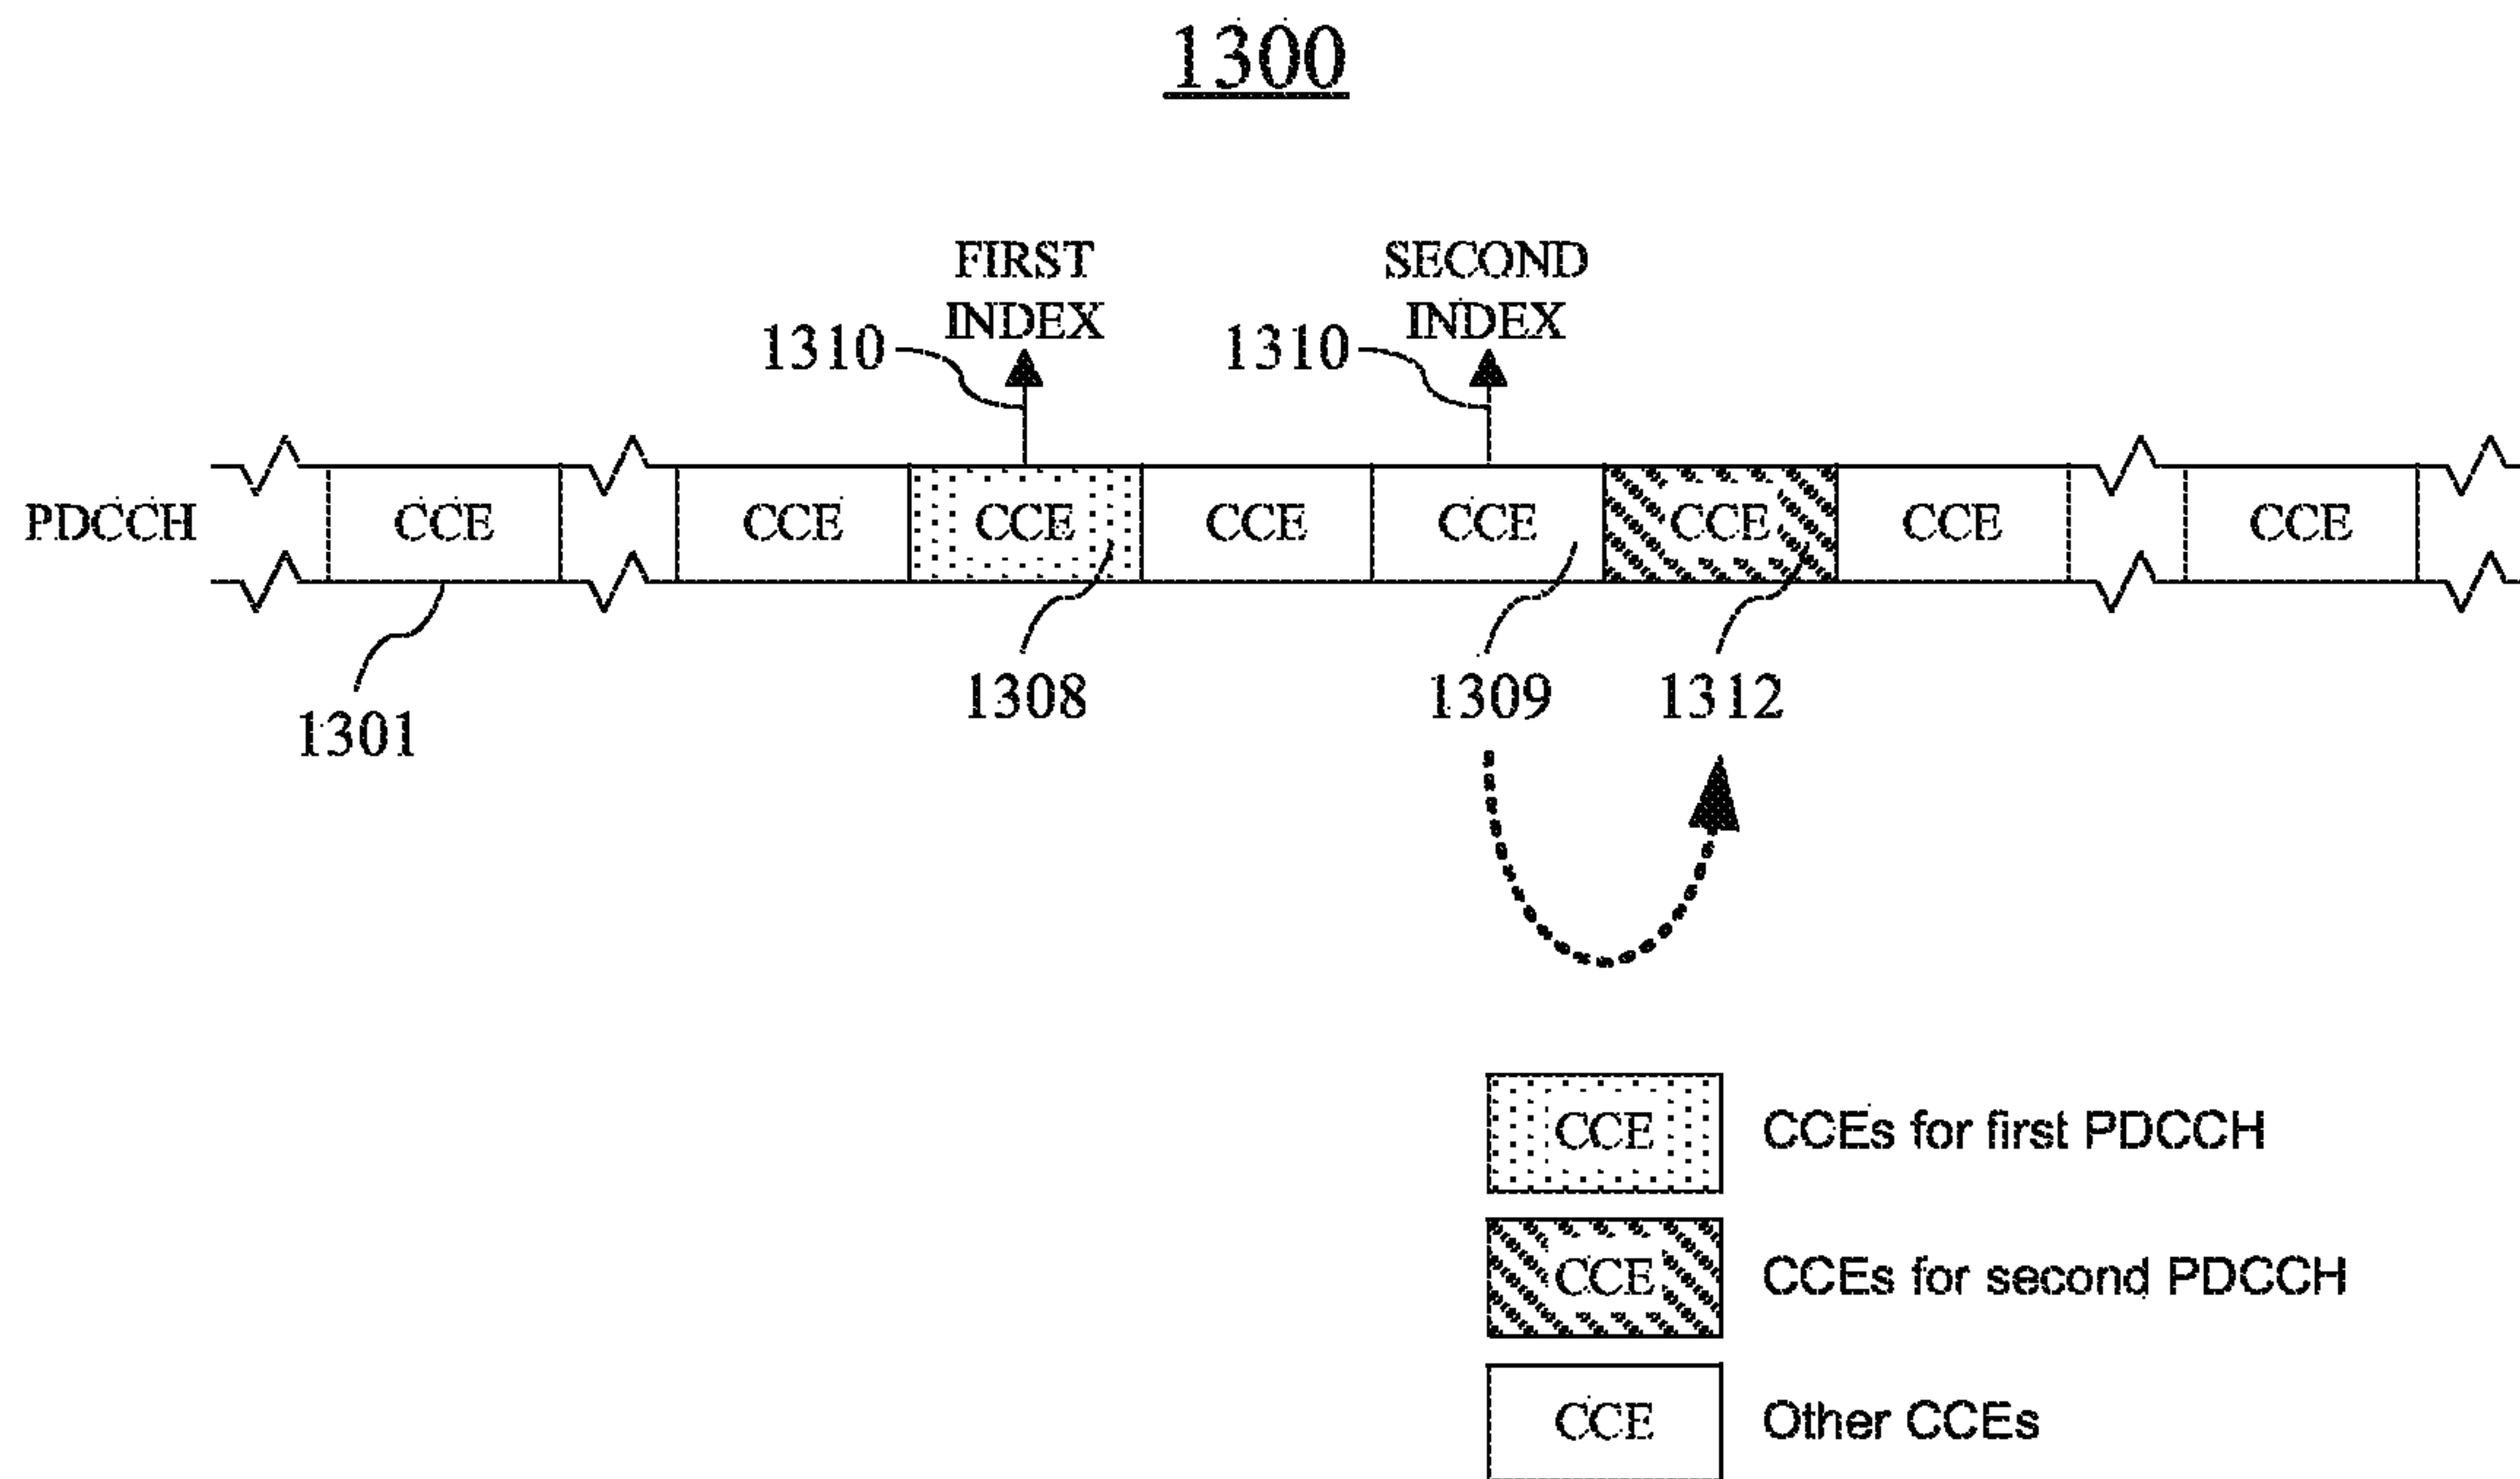 1300
FIRST
INDEX
SECOND
INDEX
1310
1310
PDCCH CCE CCE CCE CCE CCE CCE CCE CCE
1301
1308
1309
1312
CCE CCEs for first PDCCH
CCE CCEs for second PDCCH
CCE Other CCEs